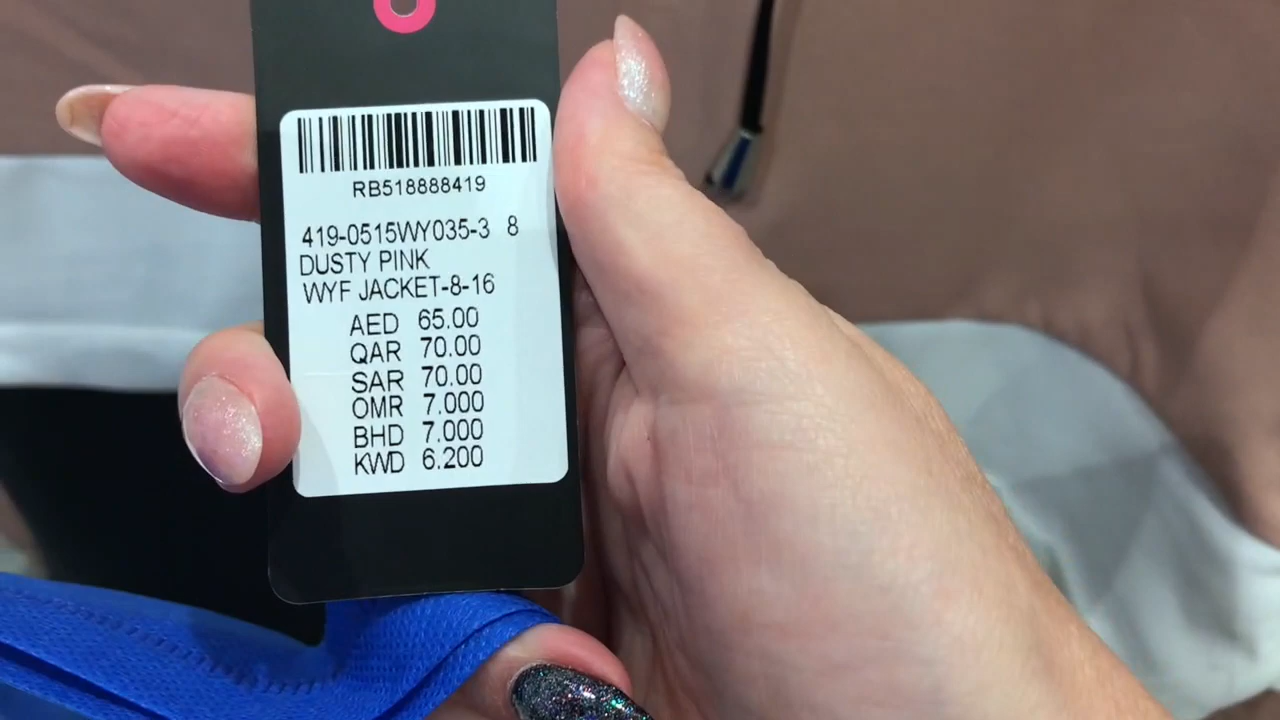 RB518888419
419-0515WY035-3 8
DUSTY PINK
WYF JACKET-8-16
AED 65.00
QAR 70.00
SAR 70.00
OMR 7.000
BHD 7.000
KWD 6.200